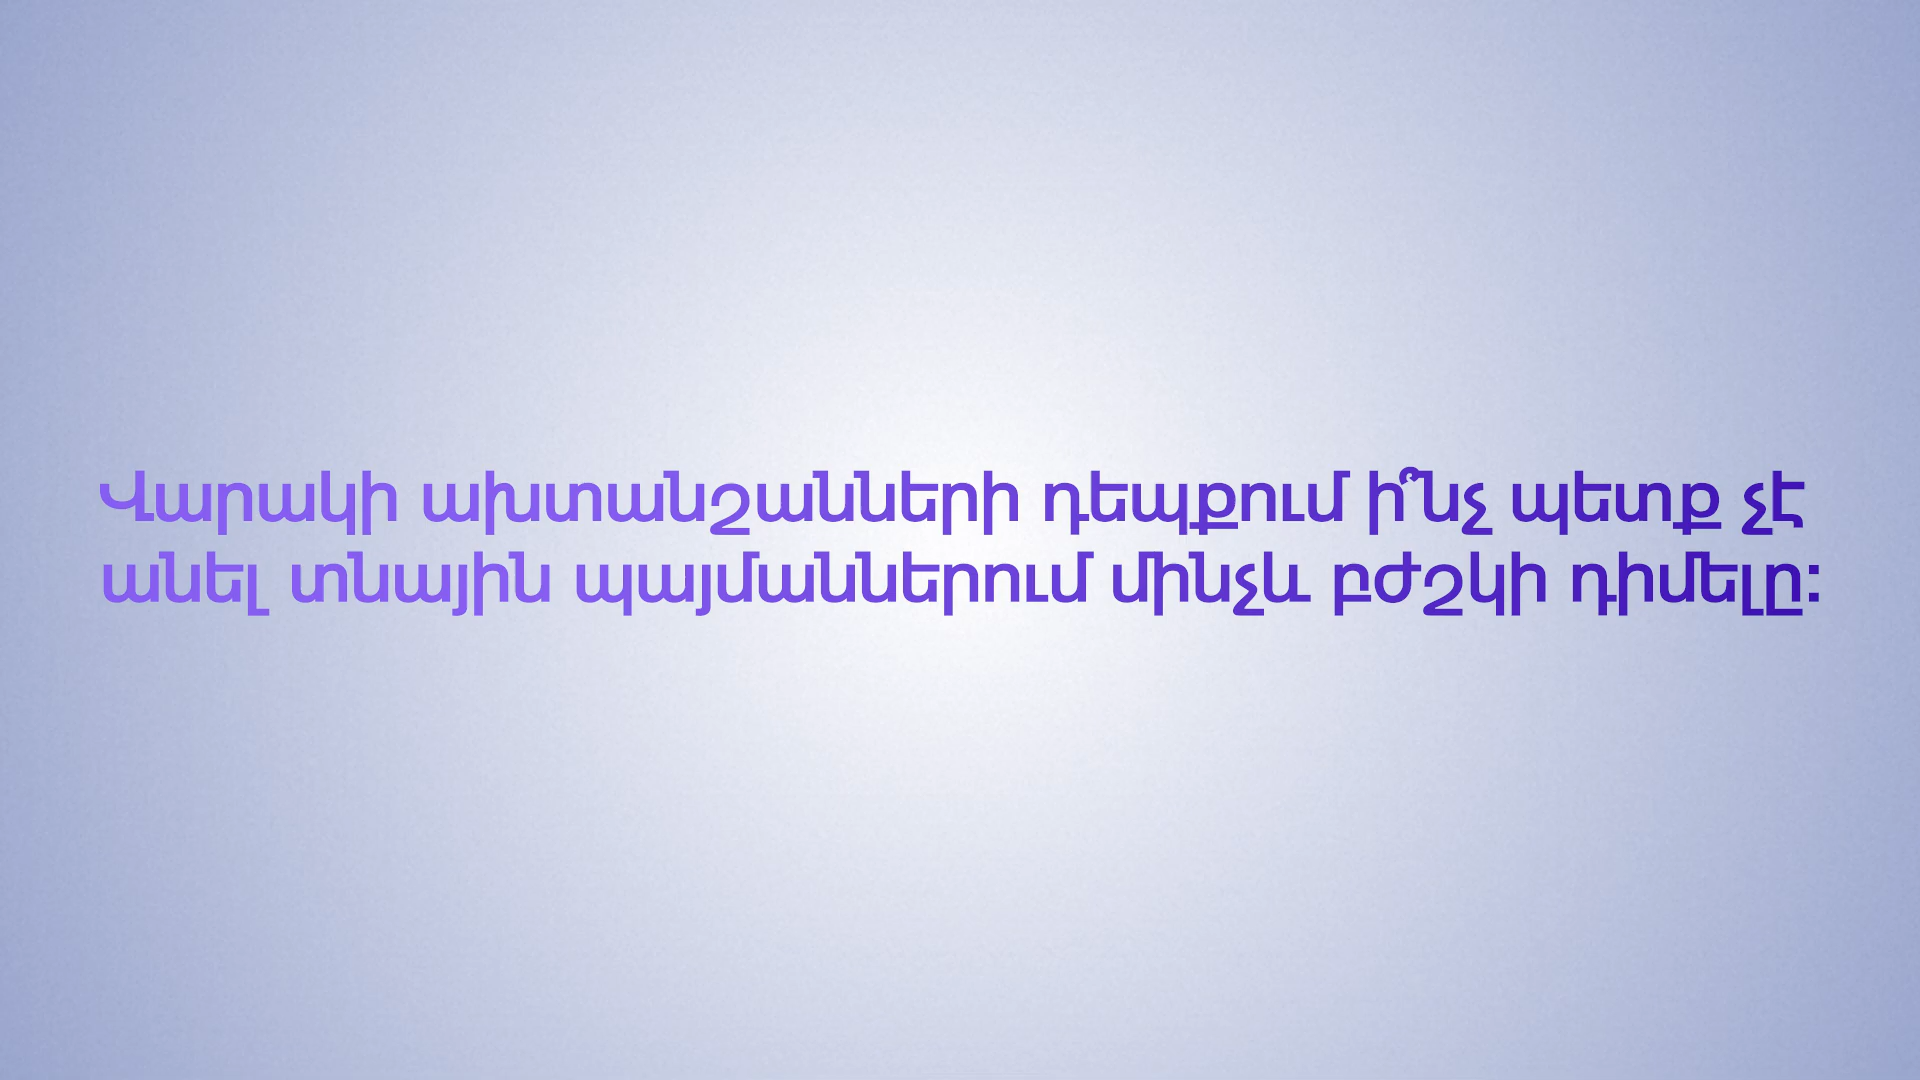 Վարակի ախտանշանների դեպքում ի՞նչ պետք չէ
անել տնային պայմաններում մինչև բժշկի դիմելը: